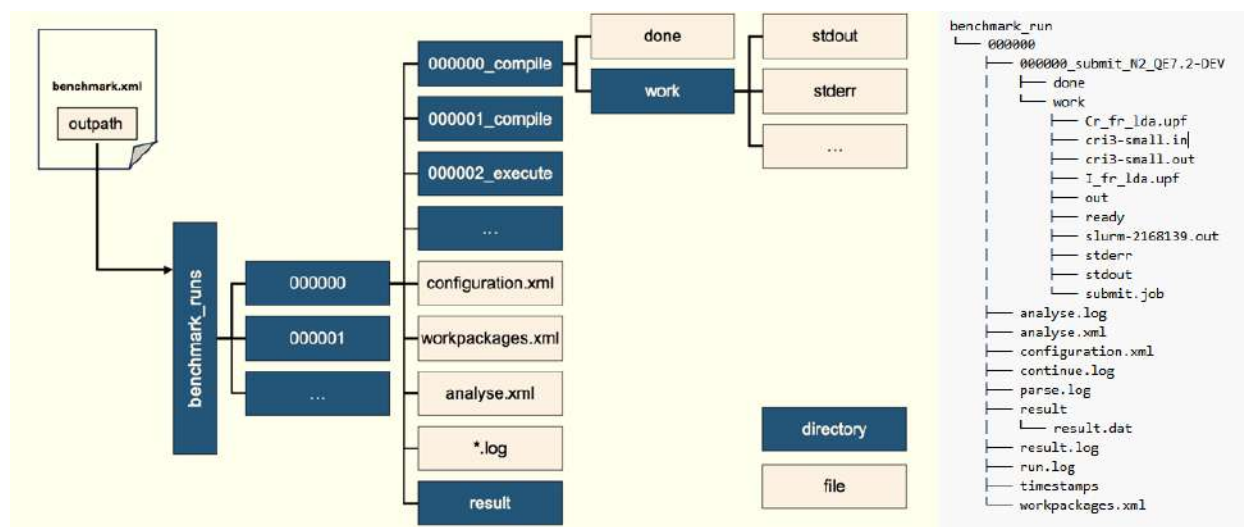 benchmark.xml
outpath
benchmark_runs
000000
000001
...
000000_compile
000001_compile
000002_execute
...
configuration.xml
workpackages.xml
analyse.xml
*.log
result
done
work
stdout
stderr
...
directory
file
benchmark_run
└── 000000
├── 000000_submit_N2_QE7.2-DEV
│   ├── done
│   └── work
│       ├── Cr_fr_lda.upf
│       ├── cri3-small.in
│       ├── cri3-small.out
│       ├── I_fr_lda.upf
│       ├── out
│       ├── ready
│       ├── slurm-2168139.out
│       ├── stderr
│       ├── stdout
│       └── submit.job
├── analyse.log
├── analyse.xml
├── configuration.xml
├── continue.log
├── parse.log
├── result
│   └── result.dat
├── result.log
├── run.log
├── timestamps
└── workpackages.xml